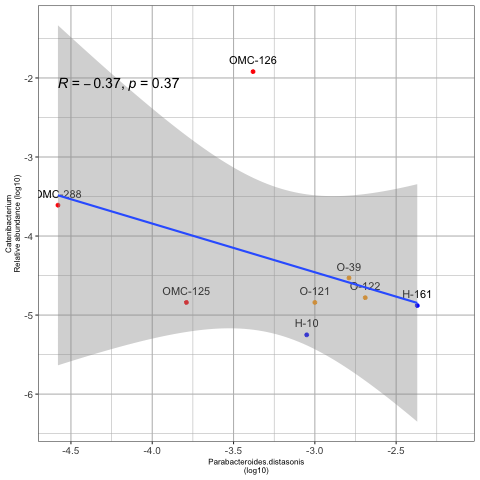 OMC-126
-2
R = −0.37, p = 0.37
-3
OMC-288
-4
O-39
O-122
OMC-125
O-121
H-161
-5
H-10
-6
Catenibacterium
Relative abundance (log10)
-4.5 -4.0 -3.5 -3.0 -2.5
Parabacteroides.distasonis
(log10)